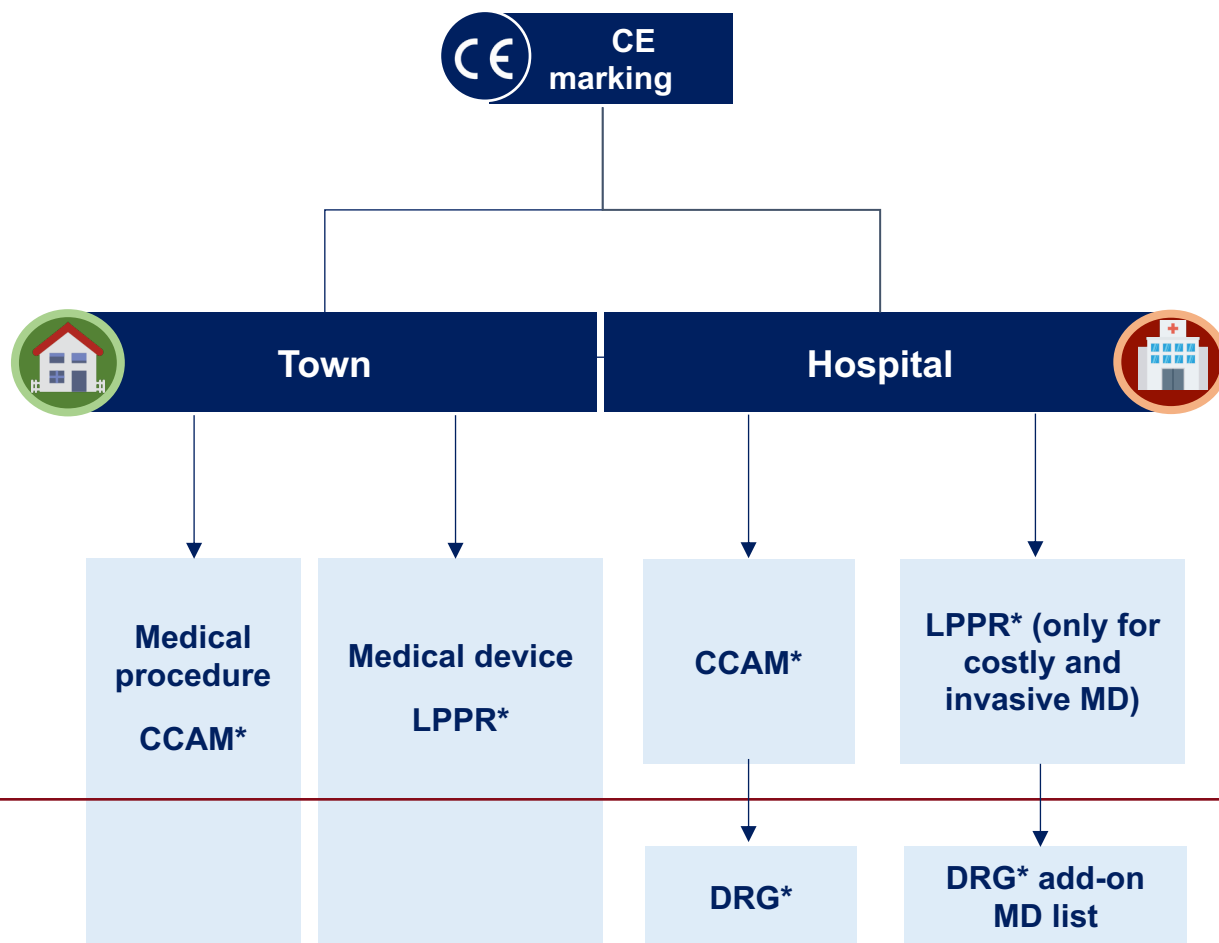 CE
CE
marking
Town
Hospital
Medical
procedure
CCAM*
Medical device
LPPR*
CCAM*
LPPR* (only for
costly and
invasive MD)
DRG*
DRG* add-on
MD list